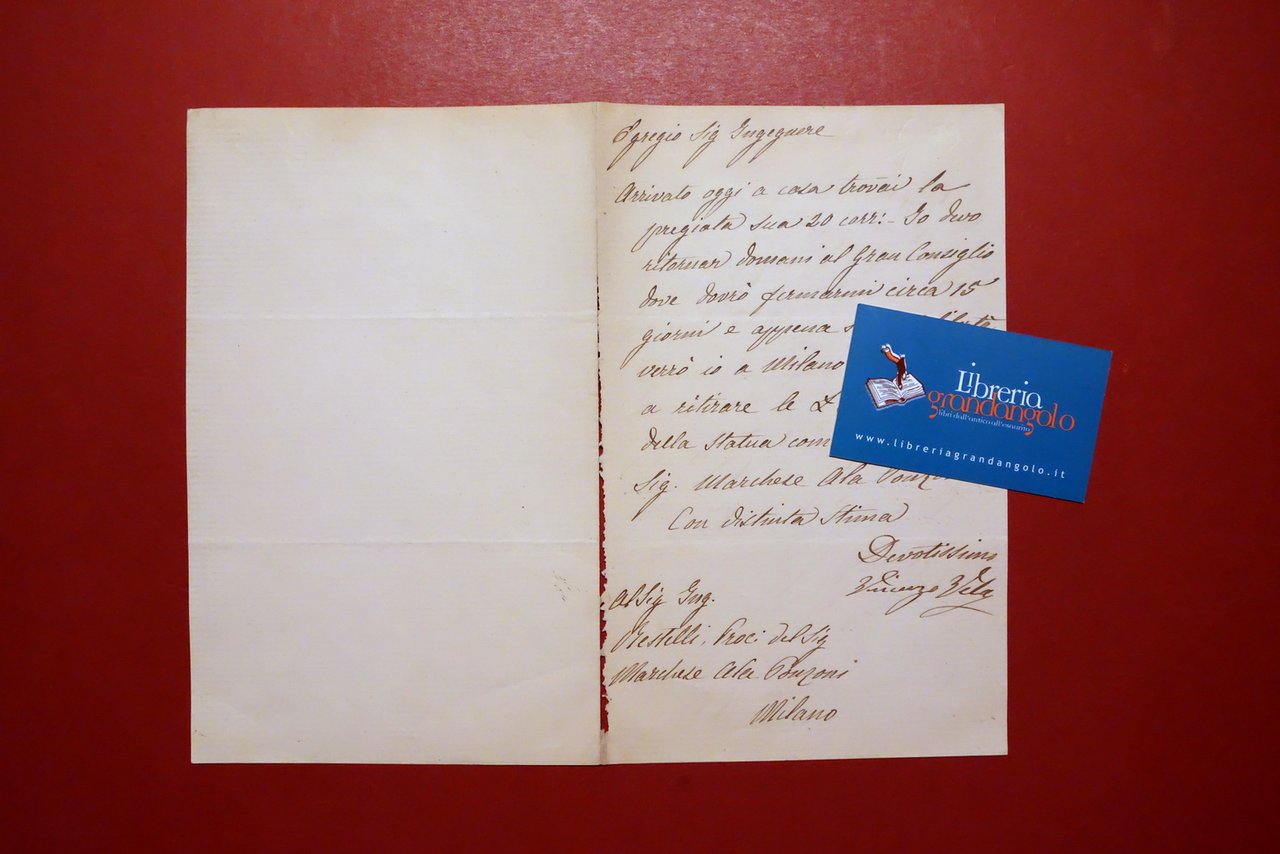 Egregio Sig Ingegnere
Arrivato oggi a casa trovai la
pregiata sua 20 corr:- Io devo
ritornar domani al Gran Consiglio
dove dovrò fermarmi circa 15
giorni e appena
verrò io a Milano
a ritirare le
della statua com
Sig. Marchese Ala Ponzoni
Con distinta stima
Devotissimo
Vincenzo Vela
Al Sig Ing.
Restelli, Proc: del Sig
Marchese Ala Ponzoni
Milano
Libreria
grandangolo
libri dall'antico all'esaurito
www.libreriagrandangolo.it